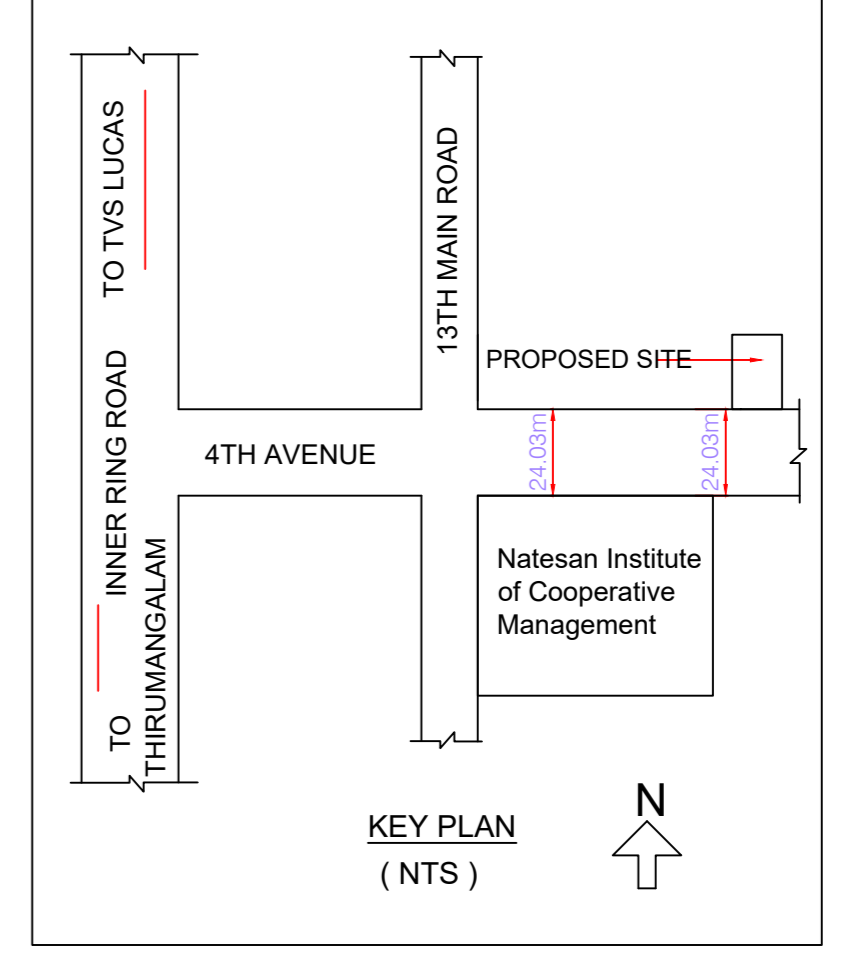 TO TVS LUCAS
INNER RING ROAD
TO
THIRUMANGALAM
13TH MAIN ROAD
PROPOSED SITE
4TH AVENUE
24.03m
24.03m
Natesan Institute
of Cooperative
Management
KEY PLAN
( NTS )
N